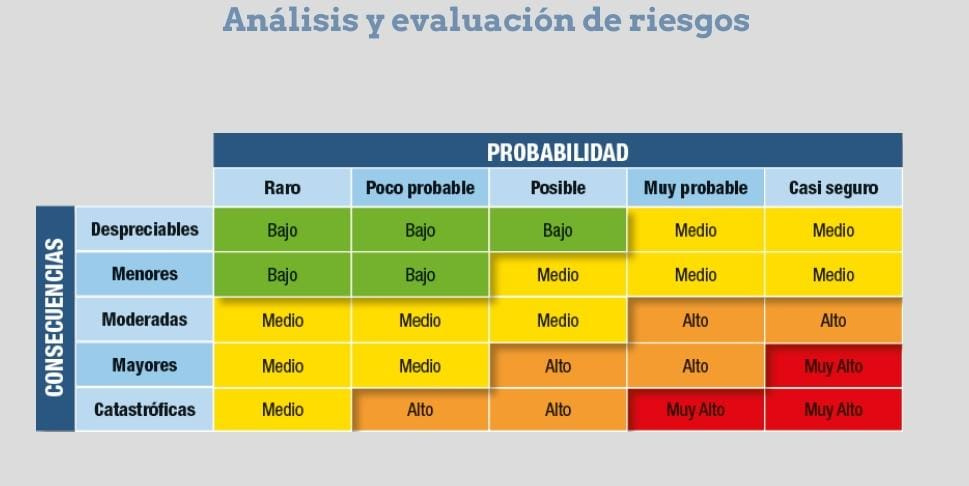 Análisis y evaluación de riesgos
PROBABILIDAD
Raro Poco probable Posible Muy probable Casi seguro
CONSECUENCIAS
Despreciables Bajo Bajo Bajo Medio Medio
Menores Bajo Bajo Medio Medio Medio
Moderadas Medio Medio Medio Alto Alto
Mayores Medio Medio Alto Alto Muy Alto
Catastróficas Medio Alto Alto Muy Alto Muy Alto